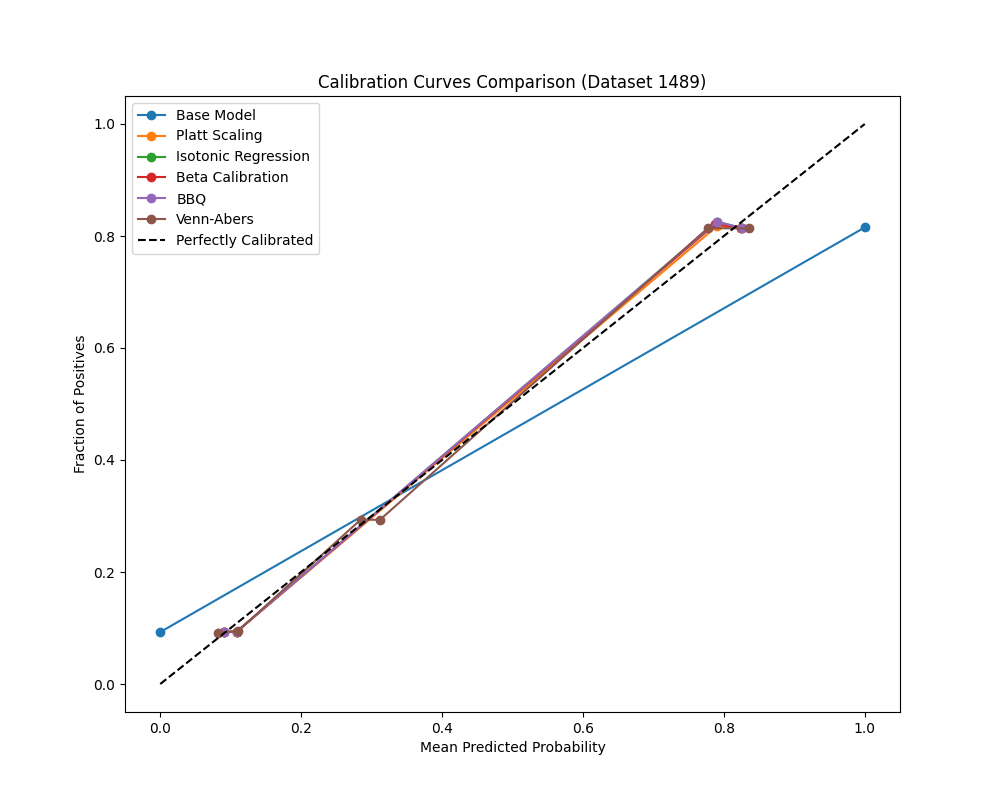 Calibration Curves Comparison (Dataset 1489)
Base Model
Platt Scaling
Isotonic Regression
Beta Calibration
BBQ
Venn-Abers
Perfectly Calibrated
1.0
0.8
0.6
0.4
0.2
0.0
Fraction of Positives
0.0 0.2 0.4 0.6 0.8 1.0
Mean Predicted Probability